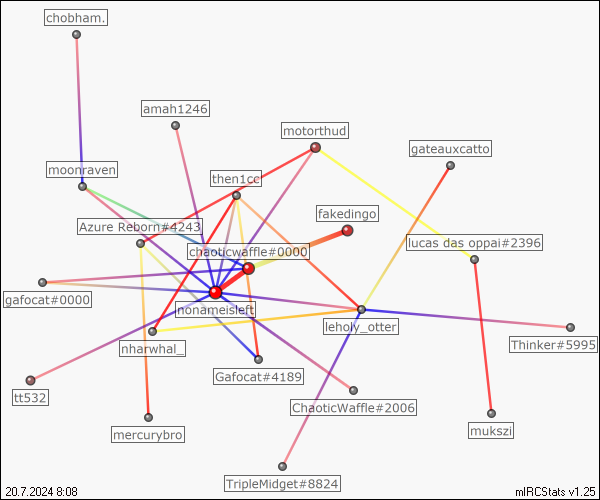 chobham.
amah1246
motorthud
gateauxcatto
moonraven
then1cc
fakedingo
Azure Reborn#4243
lucas das oppai#2396
chaoticwaffle#0000
gafocat#0000
nonameisleft
leholy_otter
nharwhal_
Thinker#5995
Gafocat#4189
tt532
ChaoticWaffle#2006
mercurybro
mukszi
TripleMidget#8824
20.7.2024 8:08
mIRCStats v1.25